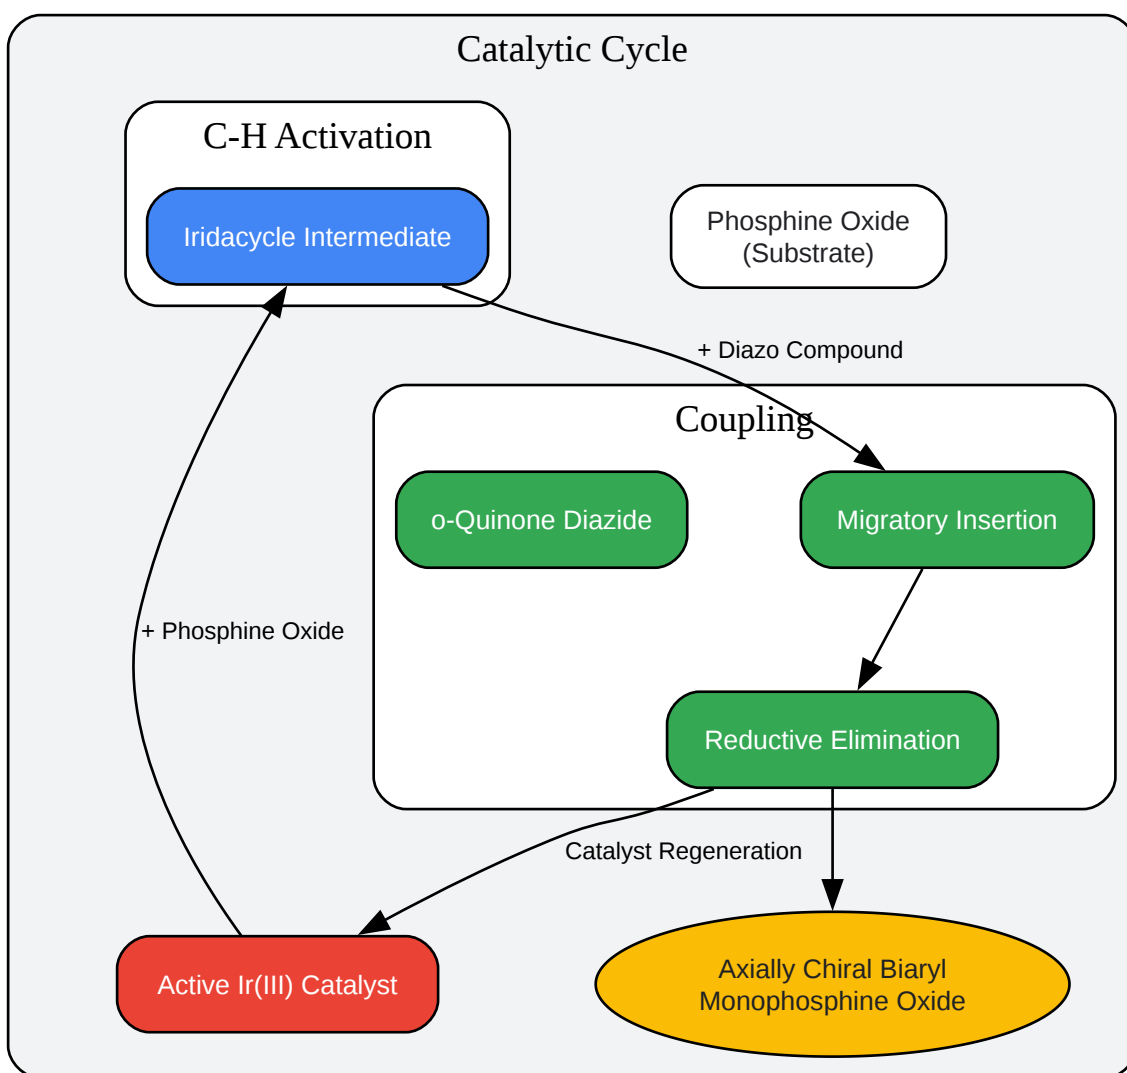 Catalytic Cycle
C-H Activation
Iridacycle Intermediate
Phosphine Oxide
(Substrate)
+ Diazo Compound
Coupling
o-Quinone Diazide
Migratory Insertion
+ Phosphine Oxide
Reductive Elimination
Catalyst Regeneration
Active Ir(III) Catalyst
Axially Chiral Biaryl
Monophosphine Oxide